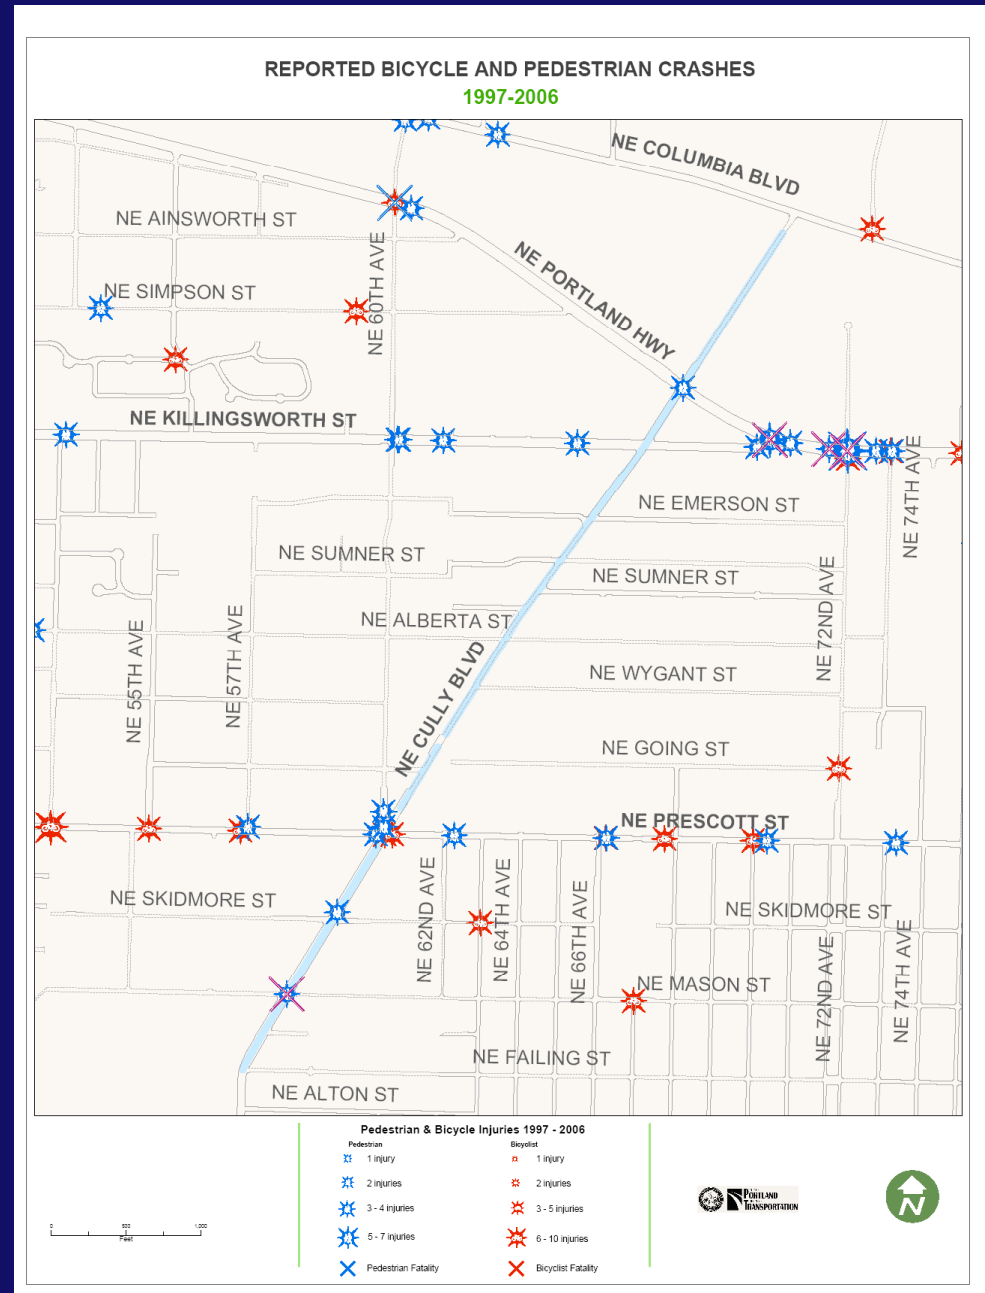 REPORTED BICYCLE AND PEDESTRIAN CRASHES
1997-2006
NE COLUMBIA BLVD
NE AINSWORTH ST
NE 60TH AVE
NE PORTLAND HWY
NE SIMPSON ST
NE KILLINGSWORTH ST
NE 74TH AVE
NE EMERSON ST
NE SUMNER ST
NE SUMNER ST
NE 72ND AVE
NE ALBERTA ST
NE 55TH AVE
NE 57TH AVE
NE CULLY BLVD
NE WYGANT ST
NE GOING ST
NE PRESCOTT ST
NE SKIDMORE ST
NE 62ND AVE
NE 64TH AVE
NE 66TH AVE
NE SKIDMORE ST
NE 72ND AVE
NE 74TH AVE
NE MASON ST
NE FAILING ST
NE ALTON ST
Pedestrian & Bicycle Injuries 1997 - 2006
Pedestrian Bicyclist
1 injury 1 injury
2 injuries 2 injuries
3 - 4 injuries 3 - 5 injuries
5 - 7 injuries 6 - 10 injuries
Pedestrian Fatality Bicyclist Fatality
0 500 1,000
Feet
PORTLAND
TRANSPORTATION
N